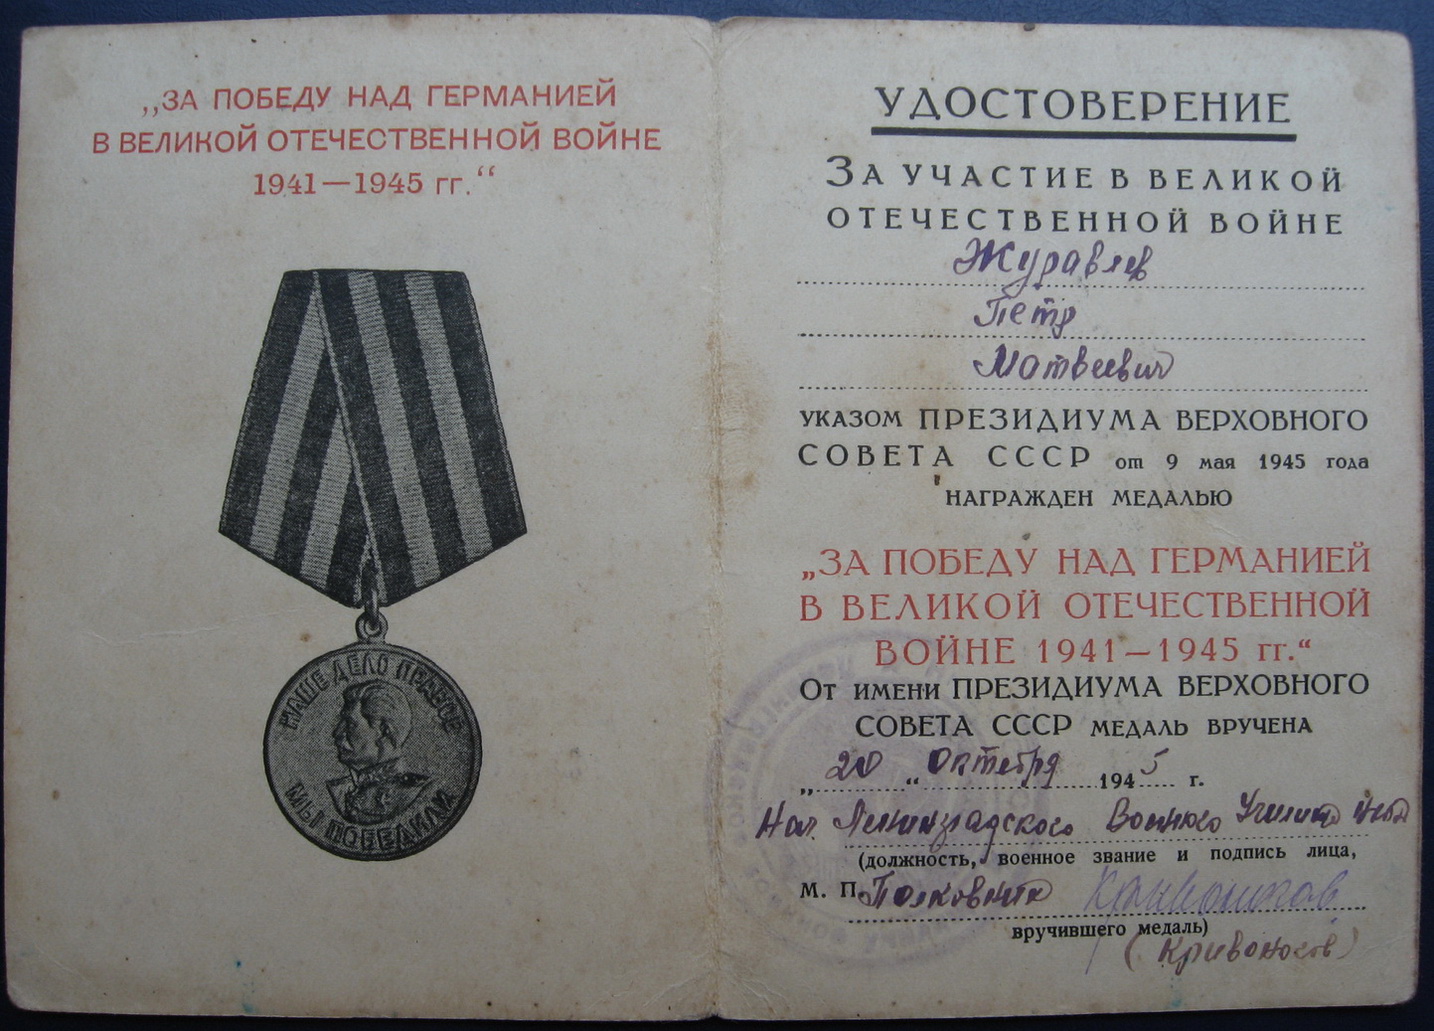 „ЗА ПОБЕДУ НАД ГЕРМАНИЕЙ
В ВЕЛИКОЙ ОТЕЧЕСТВЕННОЙ ВОЙНЕ
1941—1945 гг.“
НАШЕ ДЕЛО ПРАВОЕ
МЫ ПОБЕДИЛИ
УДОСТОВЕРЕНИЕ
ЗА УЧАСТИЕ В ВЕЛИКОЙ
ОТЕЧЕСТВЕННОЙ ВОЙНЕ
Журавлев
Петр
Матвеевич
УКАЗОМ ПРЕЗИДИУМА ВЕРХОВНОГО
СОВЕТА СССР от 9 мая 1945 года
НАГРАЖДЕН МЕДАЛЬЮ
„ЗА ПОБЕДУ НАД ГЕРМАНИЕЙ
В ВЕЛИКОЙ ОТЕЧЕСТВЕННОЙ
ВОЙНЕ 1941—1945 гг.“
ОТ ИМЕНИ ПРЕЗИДИУМА ВЕРХОВНОГО
СОВЕТА СССР МЕДАЛЬ ВРУЧЕНА
„20“ октября 1945 г.
Нач. Ленинградского Военного Училища
(должность, военное звание и подпись лица,
М. П. Полковник
вручившего медаль)
(Кривоносов)